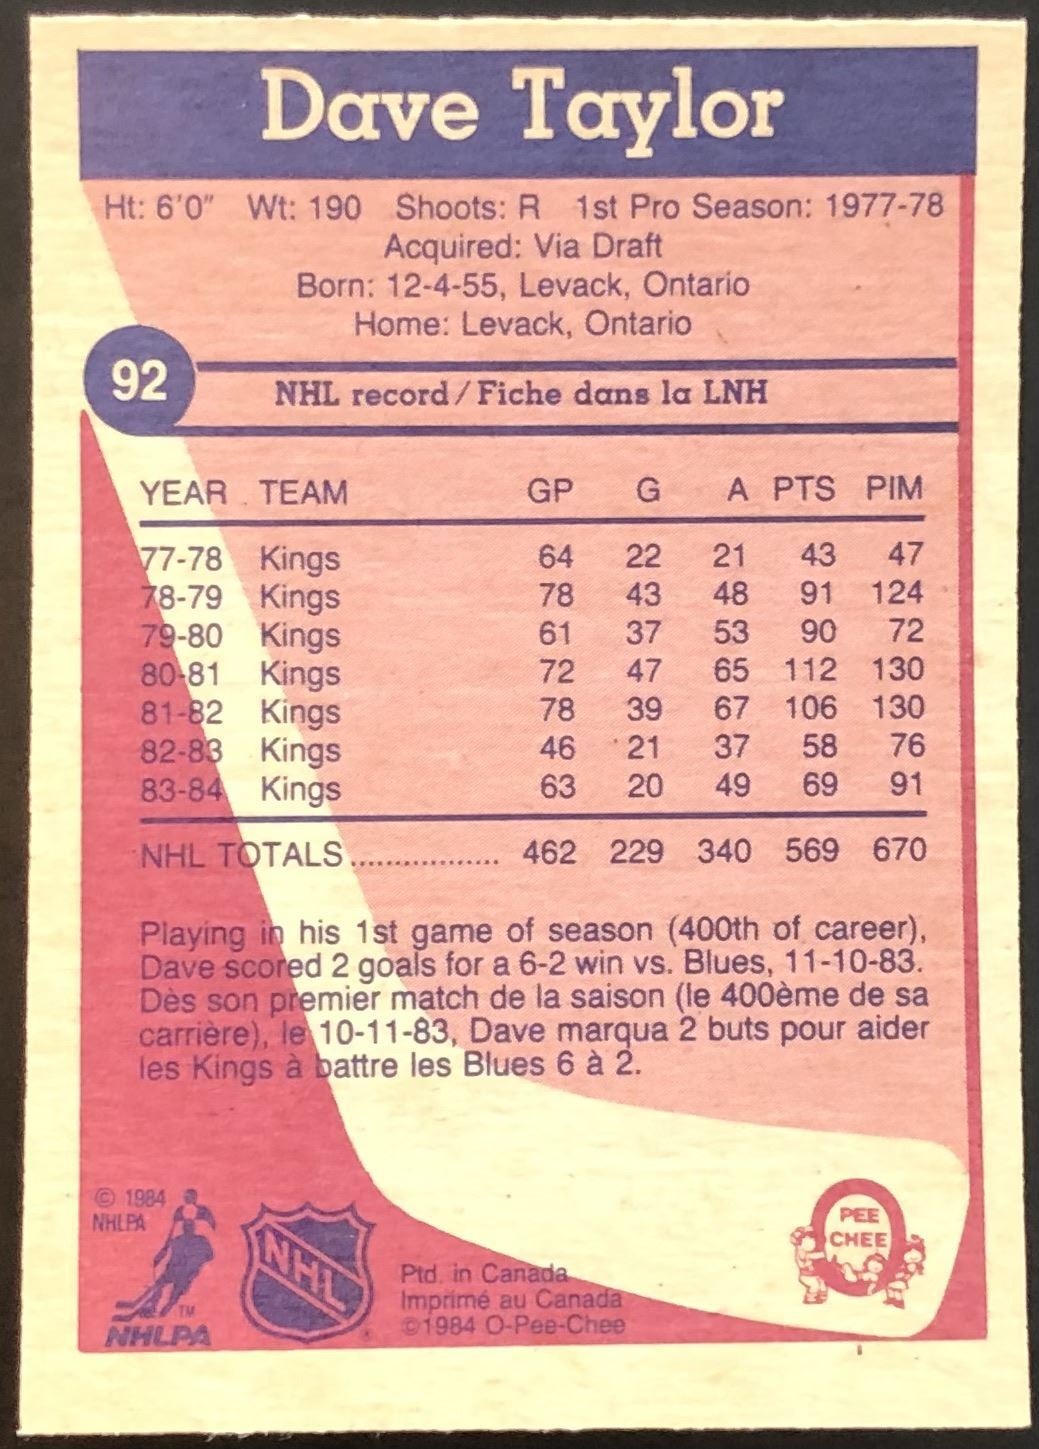 Dave Taylor
Ht: 6'0" Wt: 190 Shoots: R 1st Pro Season: 1977-78
Acquired: Via Draft
Born: 12-4-55, Levack, Ontario
Home: Levack, Ontario
92
NHL record/Fiche dans la LNH
YEAR TEAM GP G A PTS PIM
77-78 Kings 64 22 21 43 47
78-79 Kings 78 43 48 91 124
79-80 Kings 61 37 53 90 72
80-81 Kings 72 47 65 112 130
81-82 Kings 78 39 67 106 130
82-83 Kings 46 21 37 58 76
83-84 Kings 63 20 49 69 91
NHL TOTALS................. 462 229 340 569 670
Playing in his 1st game of season (400th of career),
Dave scored 2 goals for a 6-2 win vs. Blues, 11-10-83.
Dès son premier match de la saison (le 400ème de sa
carrière), le 10-11-83, Dave marqua 2 buts pour aider
les Kings à battre les Blues 6 à 2.
© 1984
NHLPA
TM
NHLPA
NHL
Ptd. in Canada
Imprimé au Canada
©1984 O-Pee-Chee
O
PEE
CHEE